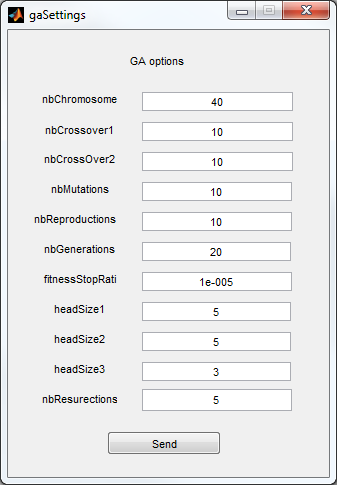 gaSettings
GA options
nbChromosome 40
nbCrossover1 10
nbCrossOver2 10
nbMutations 10
nbReproductions 10
nbGenerations 20
fitnessStopRati 1e-005
headSize1 5
headSize2 5
headSize3 3
nbResurections 5
Send